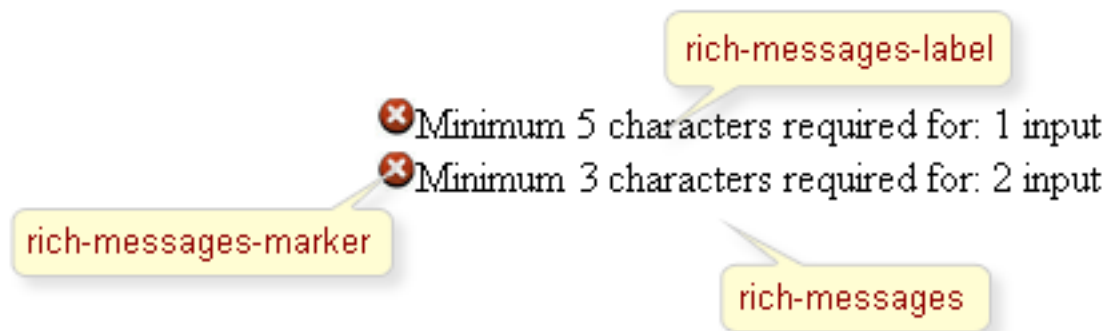 rich-messages-label
Minimum 5 characters required for: 1 input
Minimum 3 characters required for: 2 input
rich-messages-marker
rich-messages